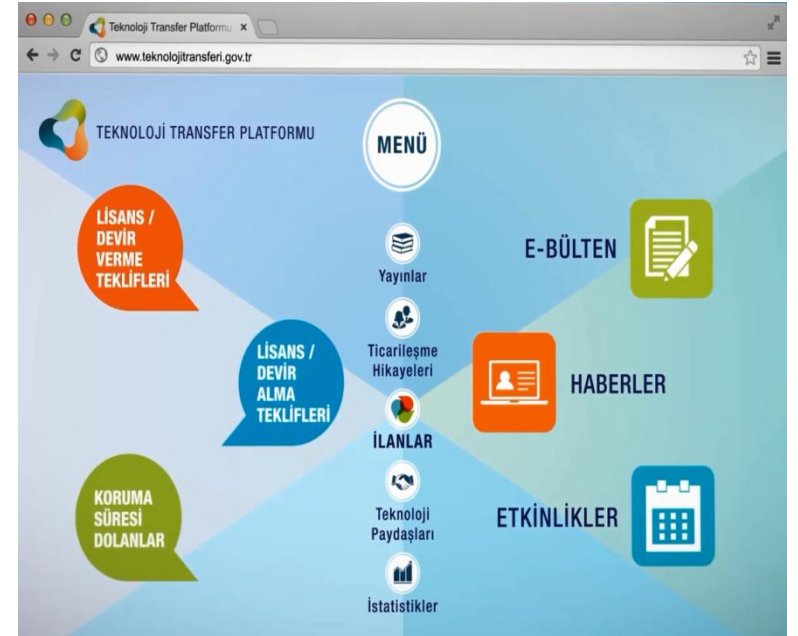 Teknoloji Transfer Platformu
www.teknolojitransferi.gov.tr
TEKNOLOJİ TRANSFER PLATFORMU
MENÜ
LİSANS /
DEVİR
VERME
TEKLİFLERİ
LİSANS /
DEVİR
ALMA
TEKLİFLERİ
KORUMA
SÜRESİ
DOLANLAR
Yayınlar
Ticarileşme
Hikayeleri
İLANLAR
Teknoloji
Paydaşları
İstatistikler
E-BÜLTEN
HABERLER
ETKİNLİKLER